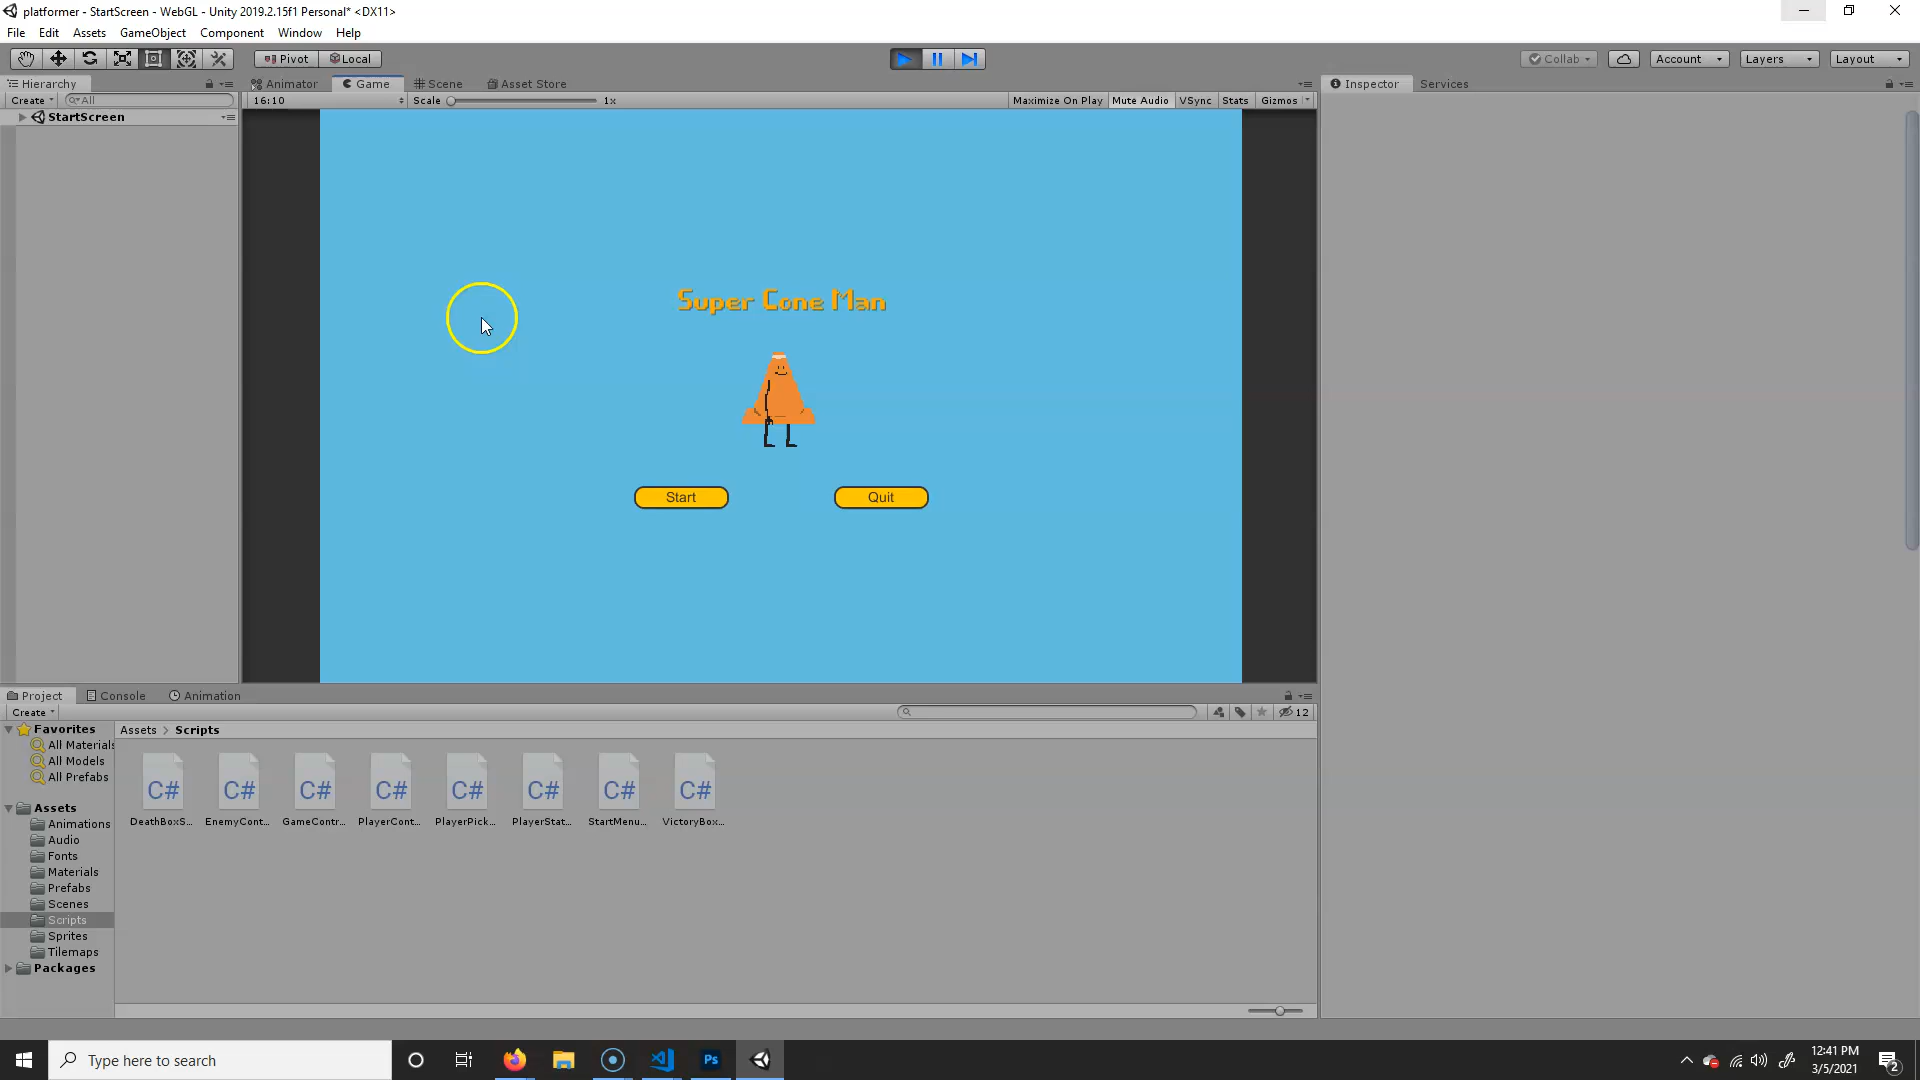 platformer - StartScreen - WebGL - Unity 2019.2.15f1 Personal* <DX11>
File Edit Assets GameObject Component Window Help
Pivot Local Collab Account Layers Layout
Hierarchy Animator Game Scene Asset Store Inspector Services
Create All 16:10 Scale 1x Maximize On Play Mute Audio VSync Stats Gizmos
StartScreen
Super Cone Man
Start Quit
Project Console Animation
Create 12
Favorites
All Materials
All Models
All Prefabs
Assets
Animations
Audio
Fonts
Materials
Prefabs
Scenes
Scripts
Sprites
Tilemaps
Packages
Assets > Scripts
C# C# C# C# C# C# C# C#
DeathBoxS... EnemyCont... GameContr... PlayerCont... PlayerPick... PlayerStat... StartMenu... VictoryBox...
Type here to search
Ps
12:41 PM
3/5/2021
2